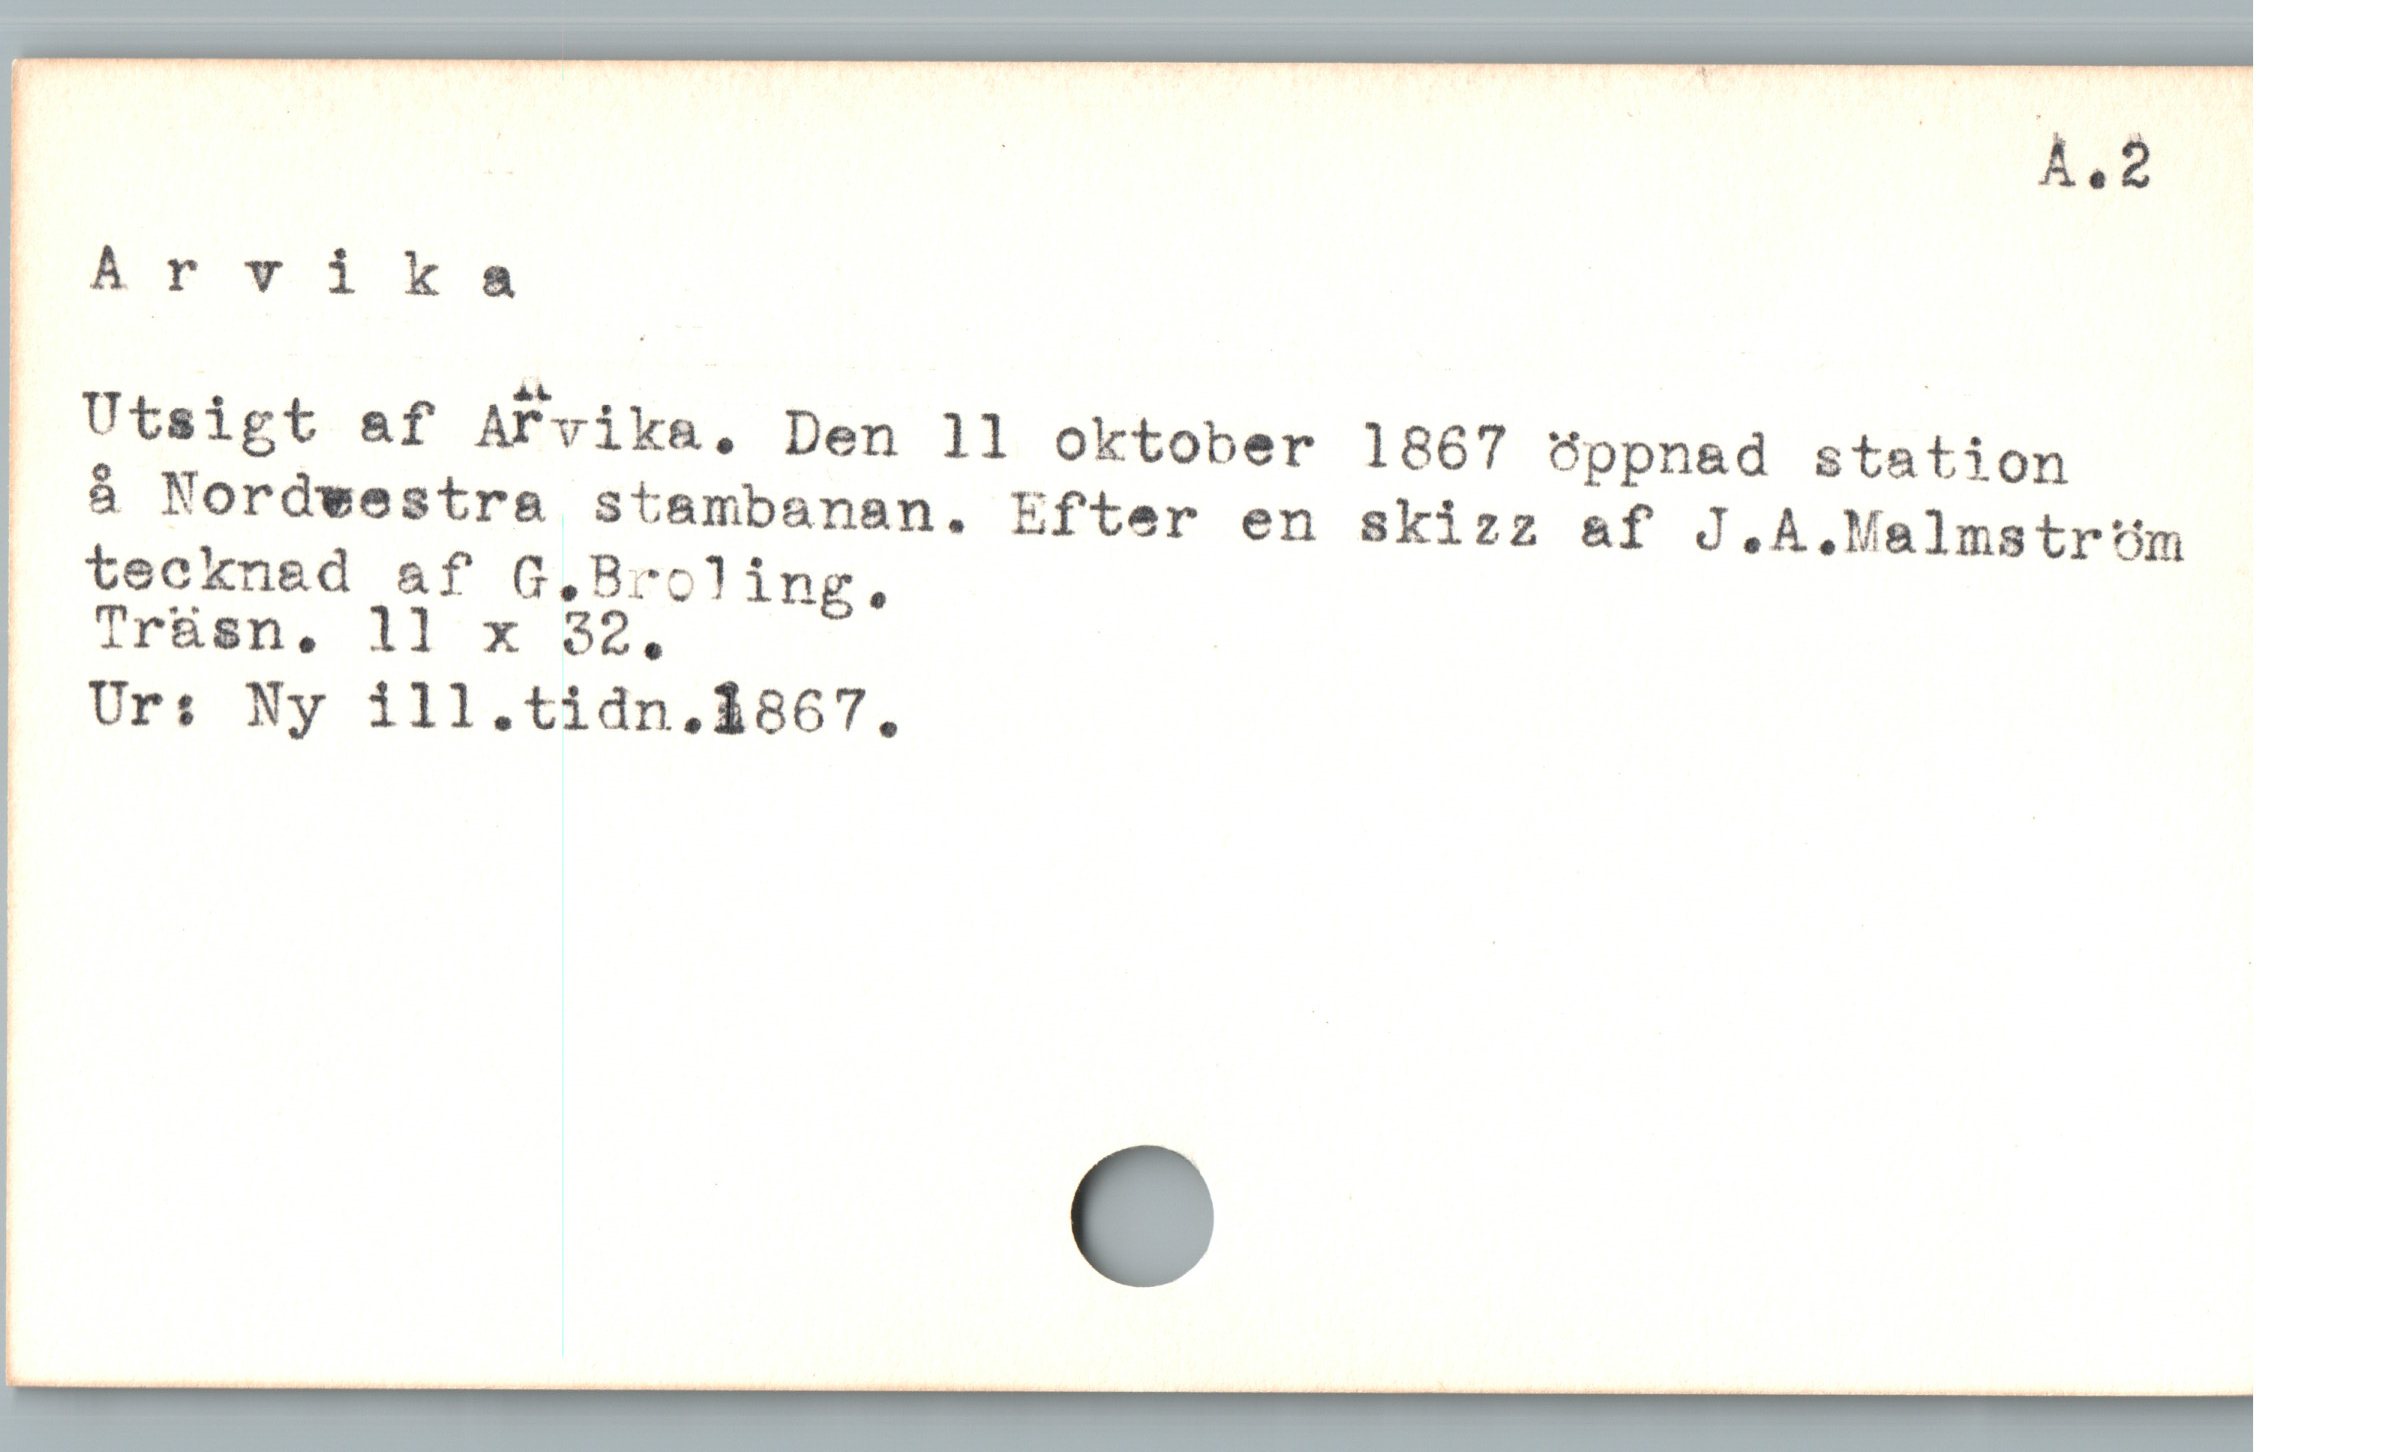 A.2
A r v i k a
Utsigt af Arvika. Den 11 oktober 1867 öppnad station
å Nordwestra stambanan. Efter en skizz af J.A.Malmström
tecknad af G.Broling.
Träsn. 11 x 32.
Ur: Ny ill.tidn.1867.